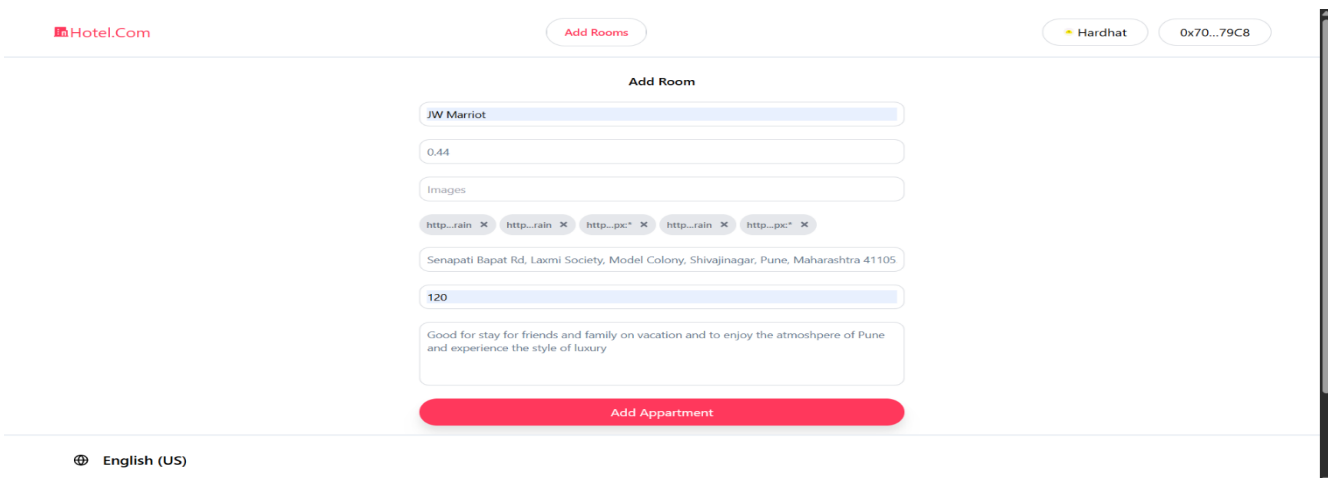 Hotel.Com
Add Rooms
Hardhat
0x70...79C8
Add Room
JW Marriot
0.44
Images
http...rain × http...rain × http...px:* × http...rain × http...px:* ×
Senapati Bapat Rd, Laxmi Society, Model Colony, Shivajinagar, Pune, Maharashtra 41105
120
Good for stay for friends and family on vacation and to enjoy the atmoshpere of Pune
and experience the style of luxury
Add Appartment
English (US)